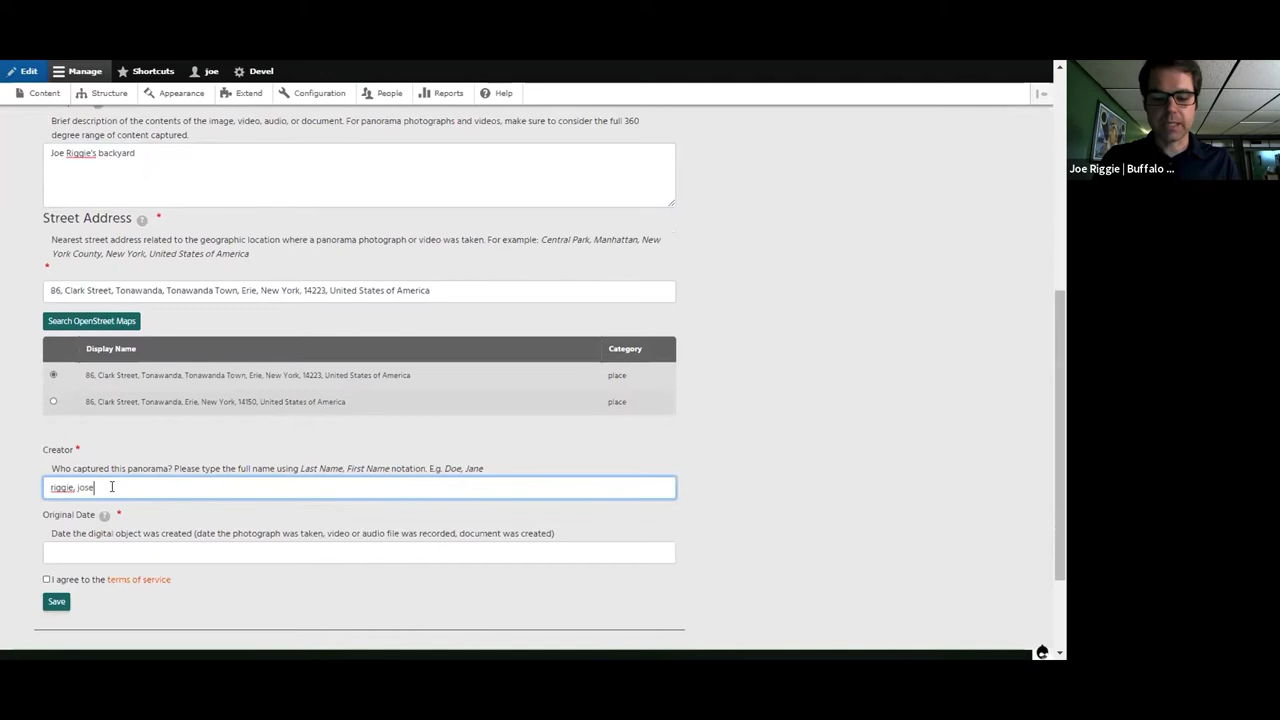 Edit Manage Shortcuts joe Devel
Content Structure Appearance Extend Configuration People Reports Help
Brief description of the contents of the image, video, audio, or document. For panorama photographs and videos, make sure to consider the full 360
degree range of content captured.
Joe Riggie's backyard
Joe Riggie | Buffalo ...
Street Address ? *
Nearest street address related to the geographic location where a panorama photograph or video was taken. For example: Central Park, Manhattan, New
York County, New York, United States of America
*
86, Clark Street, Tonawanda, Tonawanda Town, Erie, New York, 14223, United States of America
Search OpenStreet Maps
Display Name Category
86, Clark Street, Tonawanda, Tonawanda Town, Erie, New York, 14223, United States of America place
86, Clark Street, Tonawanda, Erie, New York, 14150, United States of America place
Creator *
Who captured this panorama? Please type the full name using Last Name, First Name notation. E.g. Doe, Jane
riggie, jose
Original Date ? *
Date the digital object was created (date the photograph was taken, video or audio file was recorded, document was created)
I agree to the terms of service
Save